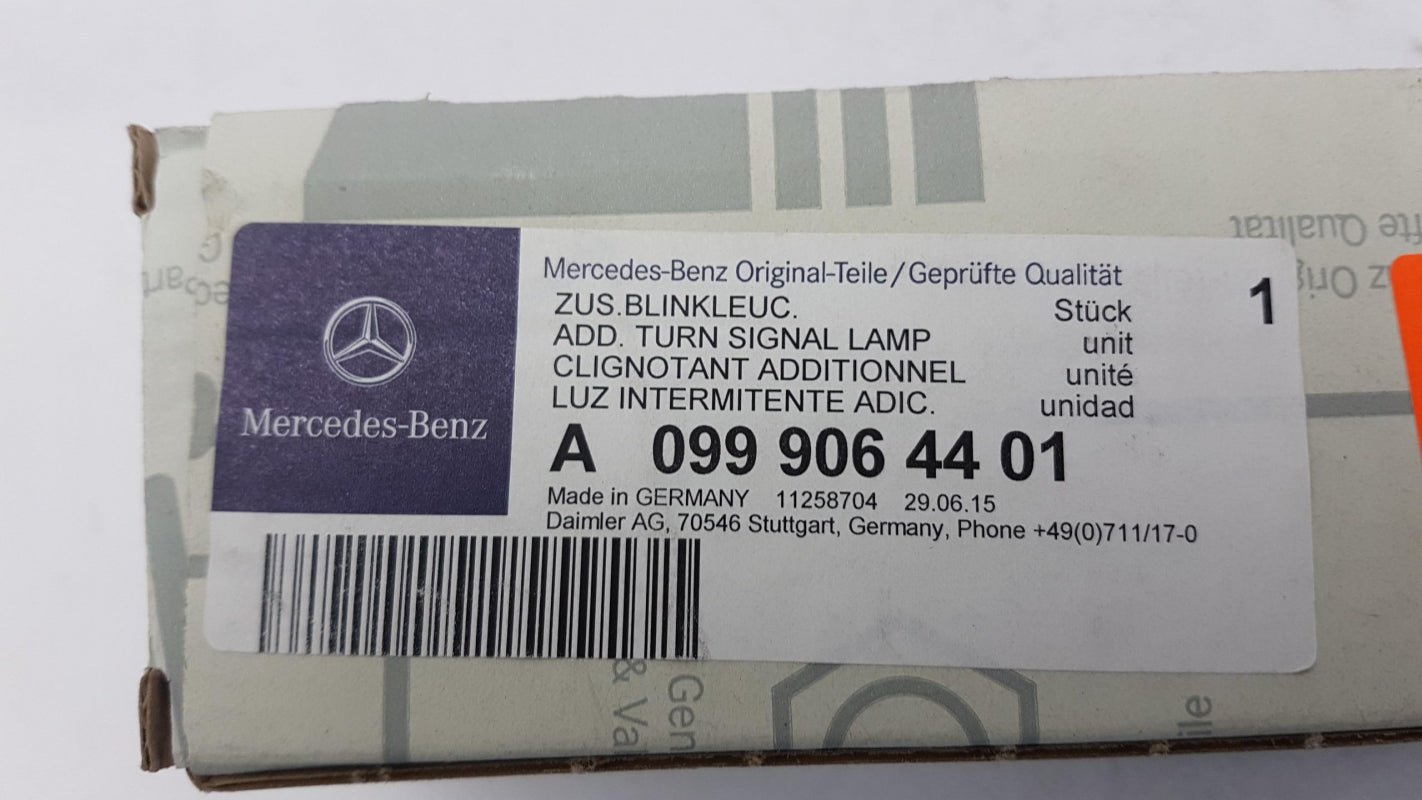 Mercedes-Benz
Mercedes-Benz Original-Teile/Geprüfte Qualität
ZUS.BLINKLEUC. Stück 1
ADD. TURN SIGNAL LAMP unit
CLIGNOTANT ADDITIONNEL unité
LUZ INTERMITENTE ADIC. unidad
A 099 906 44 01
Made in GERMANY 11258704 29.06.15
Daimler AG, 70546 Stuttgart, Germany, Phone +49(0)711/17-0
Qualität
Gen
&